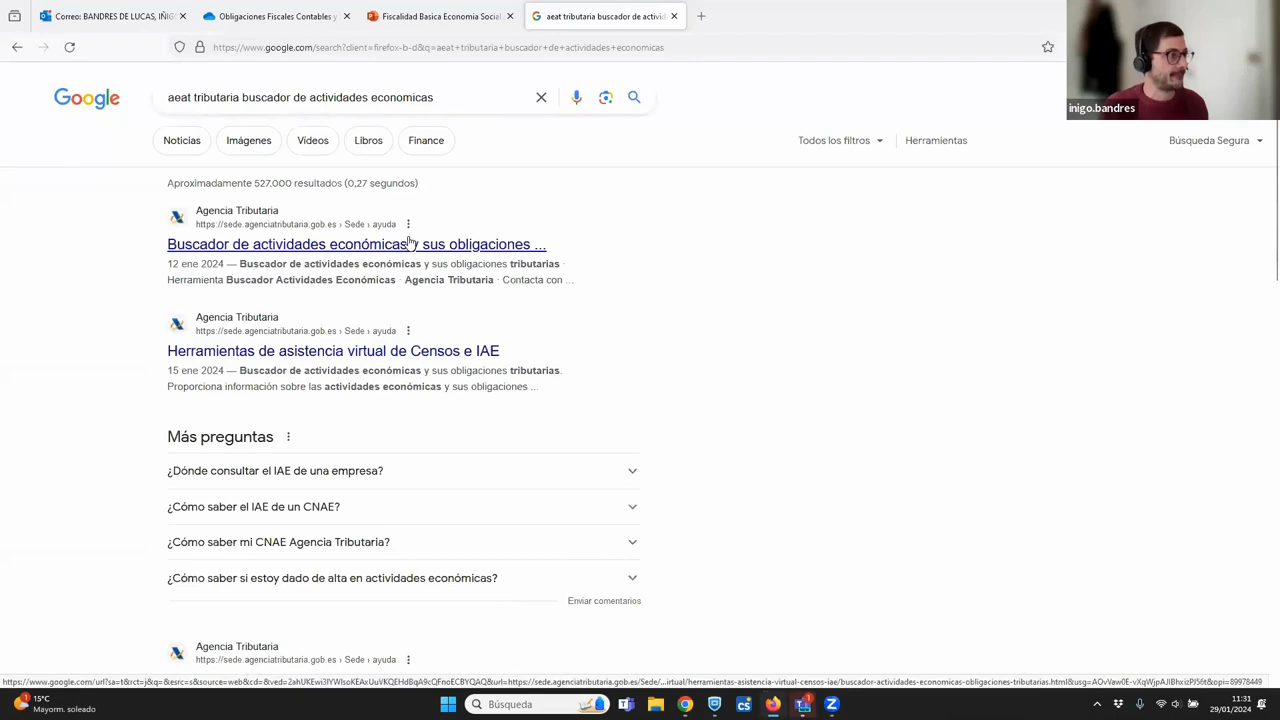 Correo: BANDRES DE LUCAS, IÑIG
Obligaciones Fiscales Contables y
Fiscalidad Basica Economia Social
aeat tributaria buscador de activid
https://www.google.com/search?client=firefox-b-d&q=aeat+tributaria+buscador+de+actividades+economicas
inigo.bandres
Google
aeat tributaria buscador de actividades economicas
Noticias
Imágenes
Vídeos
Libros
Finance
Todos los filtros
Herramientas
Búsqueda Segura
Aproximadamente 527.000 resultados (0,27 segundos)
Agencia Tributaria
https://sede.agenciatributaria.gob.es › Sede › ayuda
Buscador de actividades económicas y sus obligaciones ...
12 ene 2024 — Buscador de actividades económicas y sus obligaciones tributarias ·
Herramienta Buscador Actividades Económicas · Agencia Tributaria · Contacta con ...
Agencia Tributaria
https://sede.agenciatributaria.gob.es › Sede › ayuda
Herramientas de asistencia virtual de Censos e IAE
15 ene 2024 — Buscador de actividades económicas y sus obligaciones tributarias.
Proporciona información sobre las actividades económicas y sus obligaciones ...
Más preguntas
¿Dónde consultar el IAE de una empresa?
¿Cómo saber el IAE de un CNAE?
¿Cómo saber mi CNAE Agencia Tributaria?
¿Cómo saber si estoy dado de alta en actividades económicas?
Enviar comentarios
Agencia Tributaria
https://sede.agenciatributaria.gob.es › Sede › ayuda
15°C
Mayorm. soleado
Búsqueda
11:31
29/01/2024